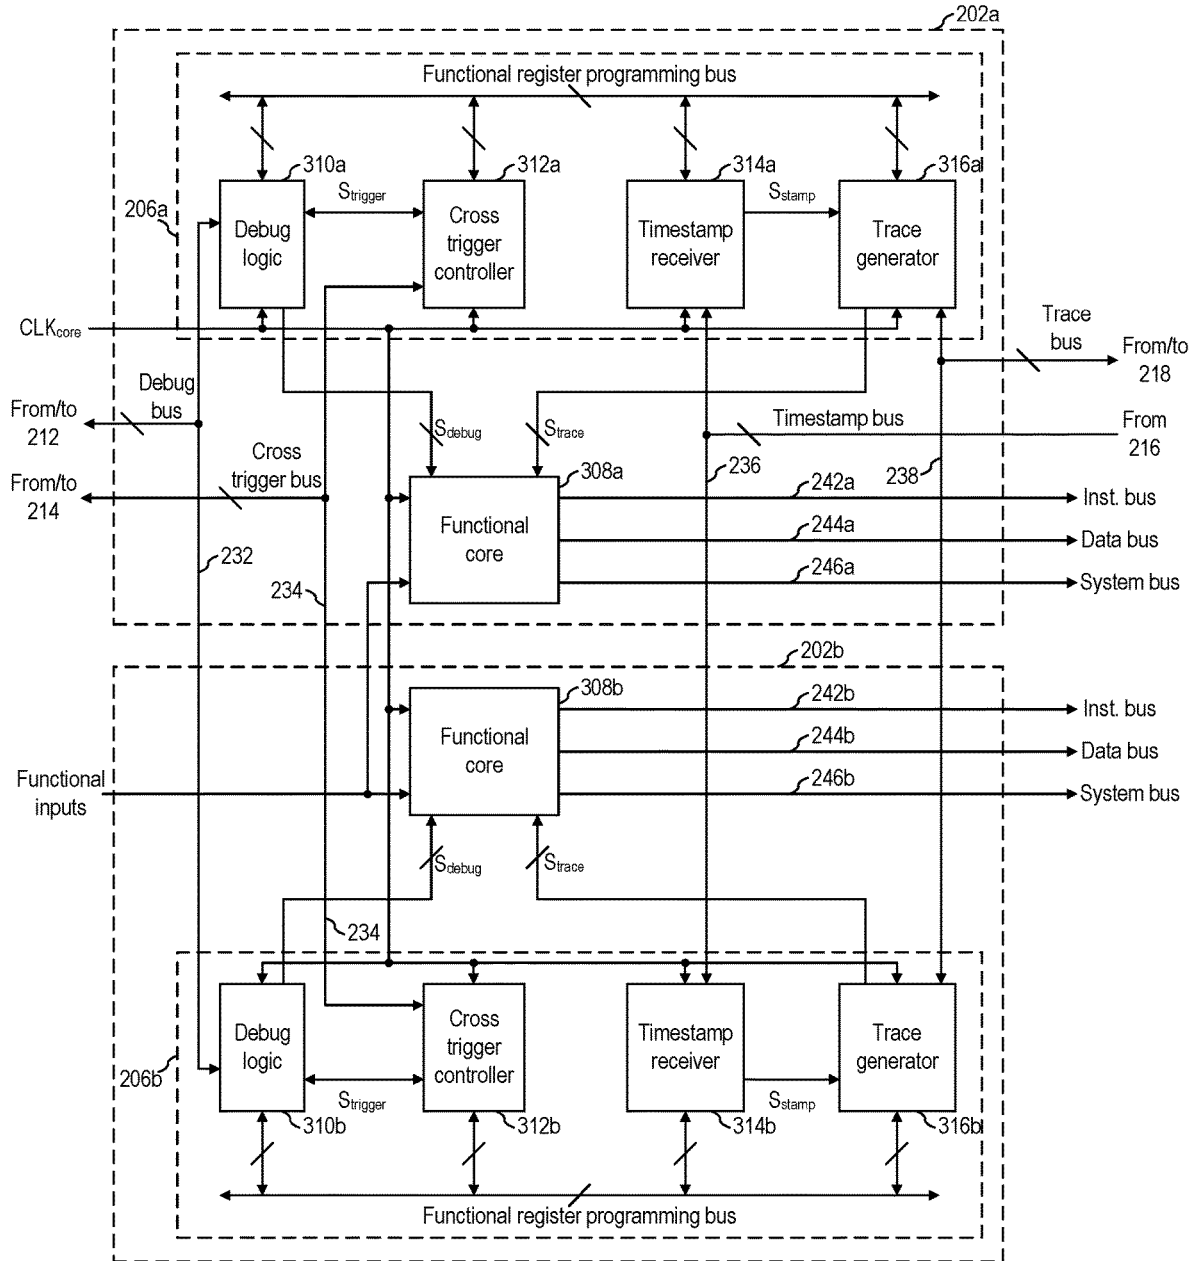 202a
Functional register programming bus
310a
312a
314a
316a
206a
Strigger
Sstamp
Debug
logic
Cross
trigger
controller
Timestamp
receiver
Trace
generator
CLKcore
Trace
bus
From/to
218
Debug
bus
From/to
212
Sdebug
Strace
Timestamp bus
From
216
Cross
trigger bus
308a
236
238
242a
Inst. bus
From/to
214
Functional
core
244a
Data bus
232
246a
System bus
234
202b
308b
242b
Inst. bus
Functional
core
244b
Data bus
Functional
inputs
246b
System bus
Sdebug
Strace
234
Debug
logic
Cross
trigger
controller
Timestamp
receiver
Trace
generator
206b
Strigger
Sstamp
310b
312b
314b
316b
Functional register programming bus